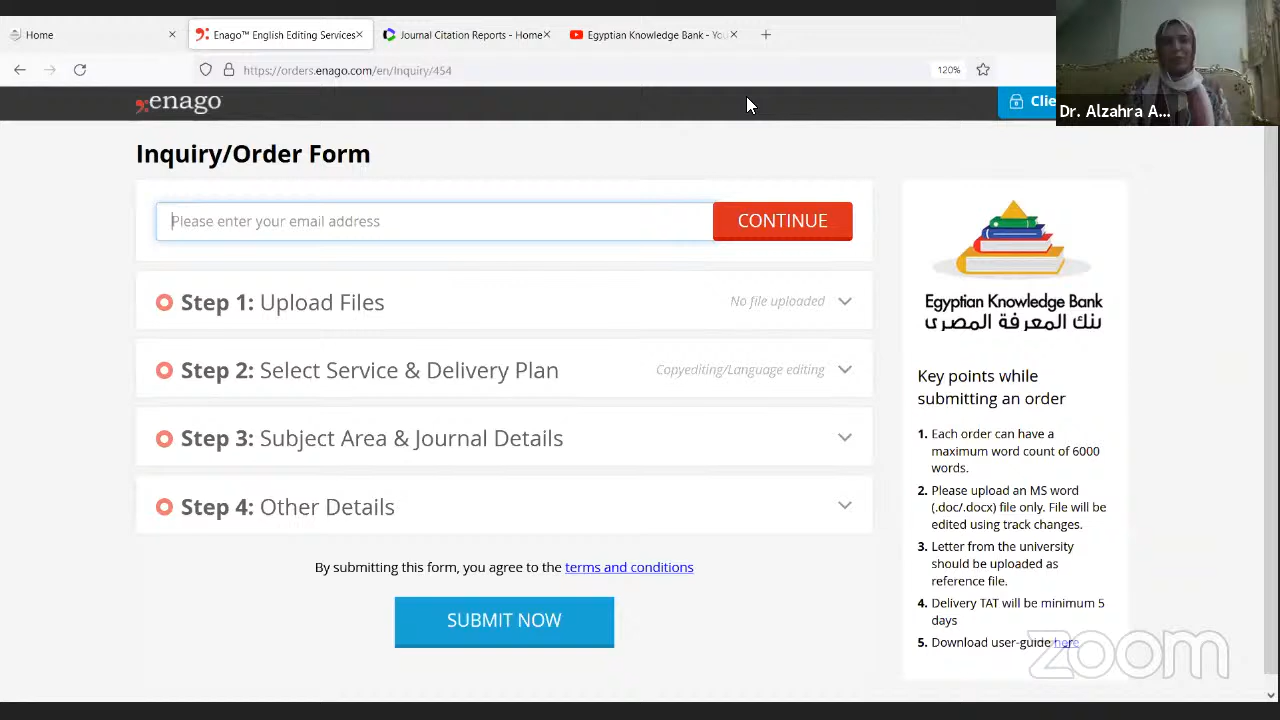 Home
Enago™ English Editing Services
Journal Citation Reports - Home
Egyptian Knowledge Bank - You
https://orders.enago.com/en/Inquiry/454
120%
enago
Clie
Dr. Alzahra A...
Inquiry/Order Form
Please enter your email address
CONTINUE
Step 1: Upload Files
No file uploaded
Step 2: Select Service & Delivery Plan
Copyediting/Language editing
Step 3: Subject Area & Journal Details
Step 4: Other Details
By submitting this form, you agree to the terms and conditions
SUBMIT NOW
Egyptian Knowledge Bank
بنك المعرفة المصرى
Key points while
submitting an order
1. Each order can have a
maximum word count of 6000
words.
2. Please upload an MS word
(.doc/.docx) file only. File will be
edited using track changes.
3. Letter from the university
should be uploaded as
reference file.
4. Delivery TAT will be minimum 5
days
5. Download user-guide here
zoom